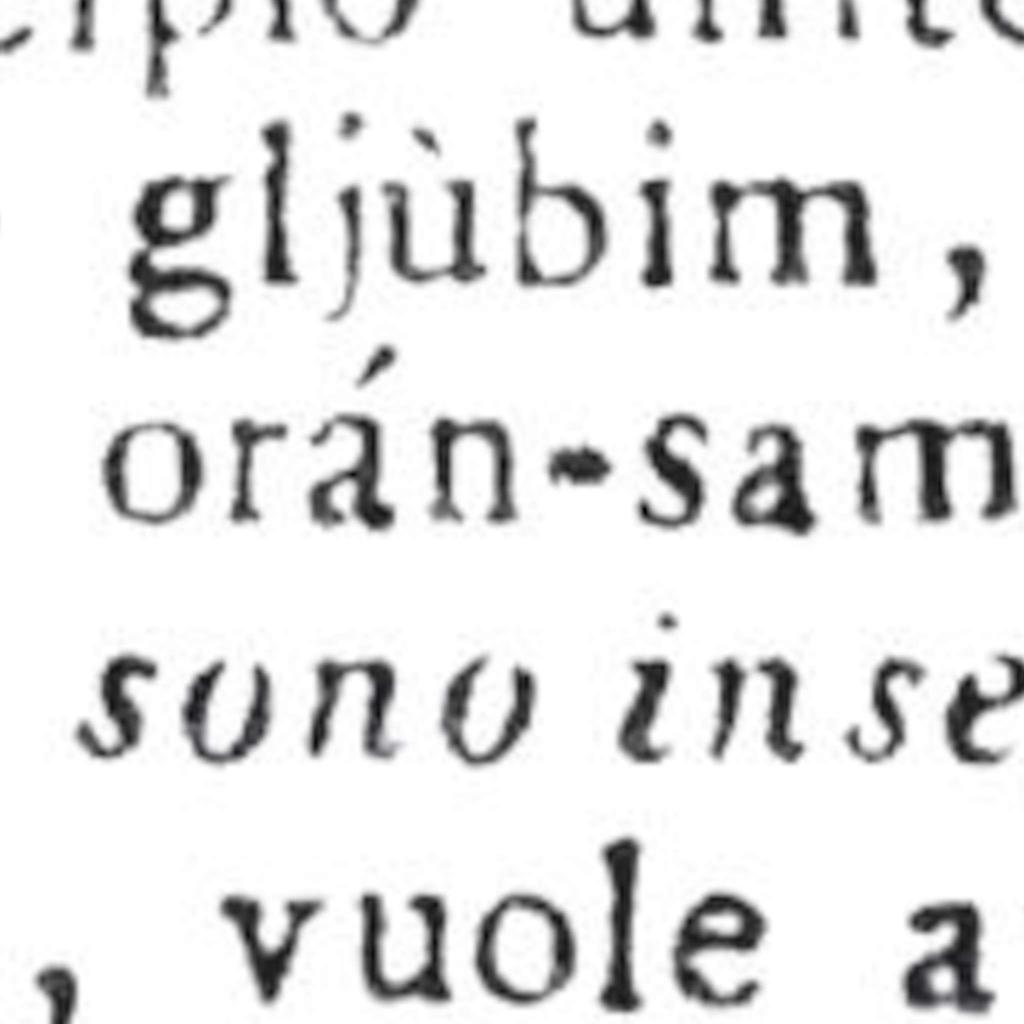 gljùbim,
orán-sam
sono inse
, vuole a